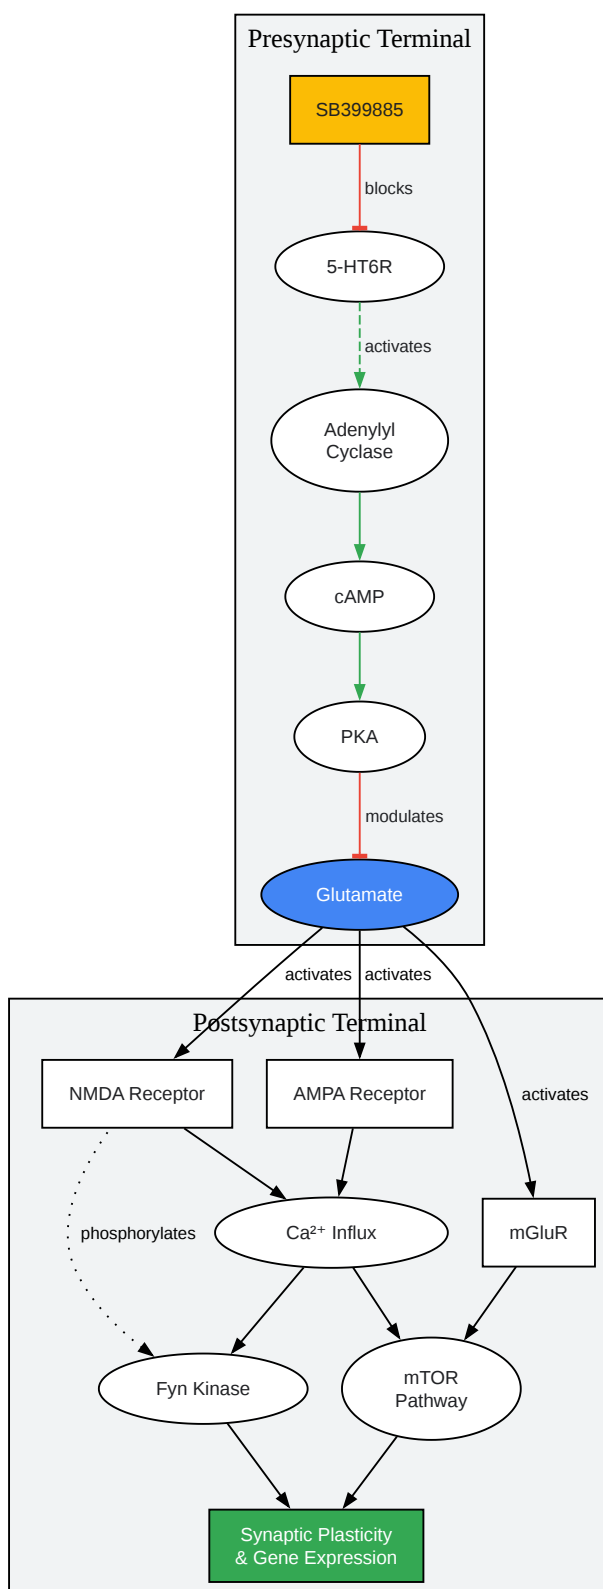 Presynaptic Terminal
SB399885
blocks
5-HT6R
activates
Adenylyl
Cyclase
cAMP
PKA
modulates
Glutamate
activates
activates
Postsynaptic Terminal
NMDA Receptor
AMPA Receptor
activates
phosphorylates
Ca²⁺ Influx
mGluR
Fyn Kinase
mTOR
Pathway
Synaptic Plasticity
& Gene Expression